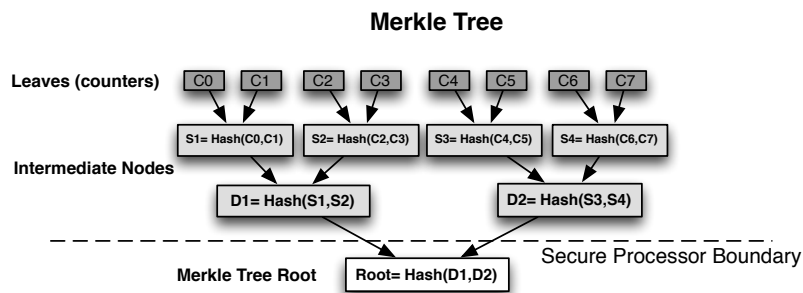 Merkle Tree
Leaves (counters)
C0 C1 C2 C3 C4 C5 C6 C7
S1= Hash(C0,C1) S2= Hash(C2,C3) S3= Hash(C4,C5) S4= Hash(C6,C7)
Intermediate Nodes
D1= Hash(S1,S2) D2= Hash(S3,S4)
Secure Processor Boundary
Merkle Tree Root Root= Hash(D1,D2)